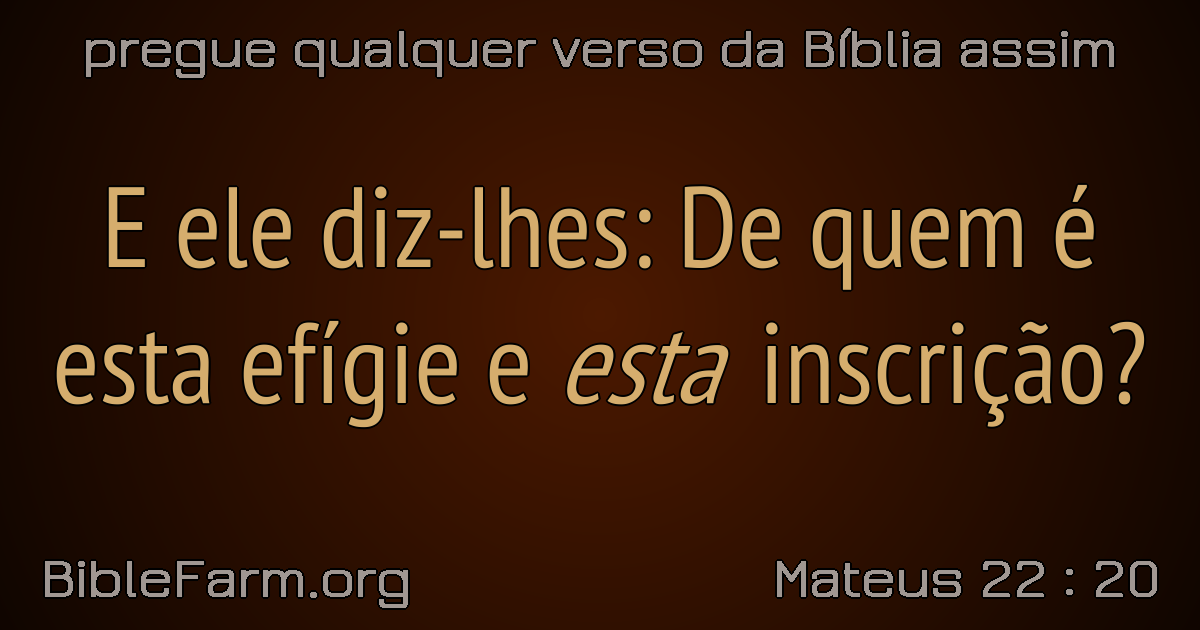 pregue qualquer verso da Bíblia assim
E ele diz-lhes: De quem é
esta efígie e esta inscrição?
BibleFarm.org
Mateus 22 : 20